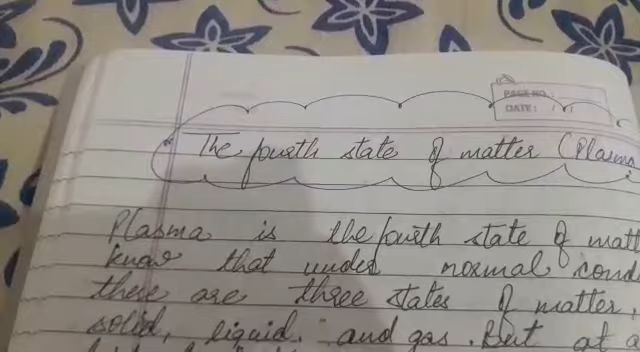 PAGE NO.:
DATE: / /
The fourth state of matter (Plasma
Plasma is the fourth state of matt
know that under normal cond
there are three states of matter,
solid, liquid, and gas. But at a